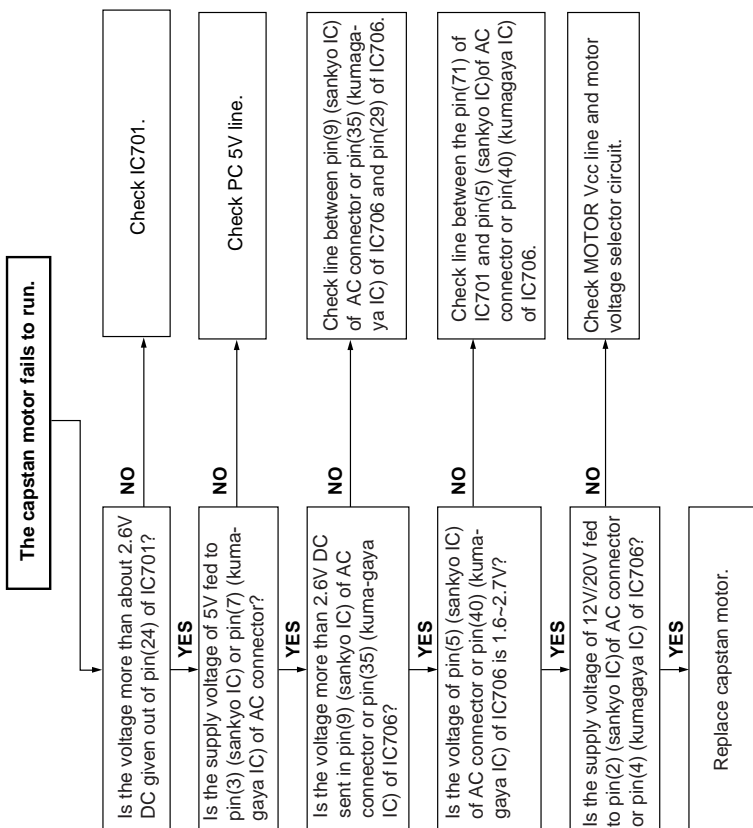 The capstan motor fails to run.
Is the voltage more than about 2.6V
DC given out of pin(24) of IC701?
NO
Check IC701.
YES
Is the supply voltage of 5V fed to
pin(3) (sankyo IC) or pin(7) (kuma-
gaya IC) of AC connector?
NO
Check PC 5V line.
YES
Is the voltage more than 2.6V DC
sent in pin(9) (sankyo IC) of AC
connector or pin(35) (kuma-gaya
IC) of IC706?
NO
Check line between pin(9) (sankyo IC)
of AC connector or pin(35) (kumaga-
ya IC) of IC706 and pin(29) of IC706.
YES
Is the voltage of pin(5) (sankyo IC)
of AC connector or pin(40) (kuma-
gaya IC) of IC706 is 1.6~2.7V?
NO
Check line between the pin(71) of
IC701 and pin(5) (sankyo IC)of AC
connector or pin(40) (kumagaya IC)
of IC706.
YES
Is the supply voltage of 12V/20V fed
to pin(2) (sankyo IC)of AC connector
or pin(4) (kumagaya IC) of IC706?
NO
Check MOTOR Vcc line and motor
voltage selector circuit.
YES
Replace capstan motor.